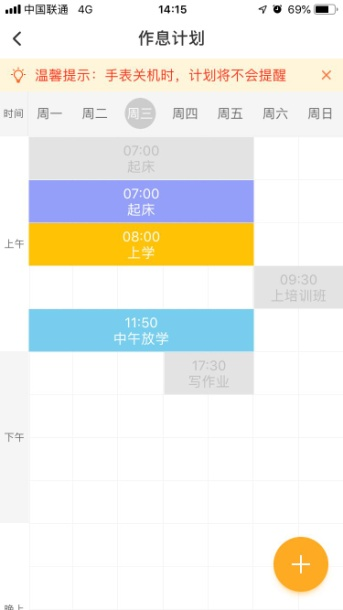 中国联通 4G 14:15 69%
作息计划
温馨提示：手表关机时，计划将不会提醒
时间 周一 周二 周三 周四 周五 周六 周日
07:00
起床
07:00
起床
08:00
上学
上午
09:30
上培训班
11:50
中午放学
17:30
写作业
下午
晚上